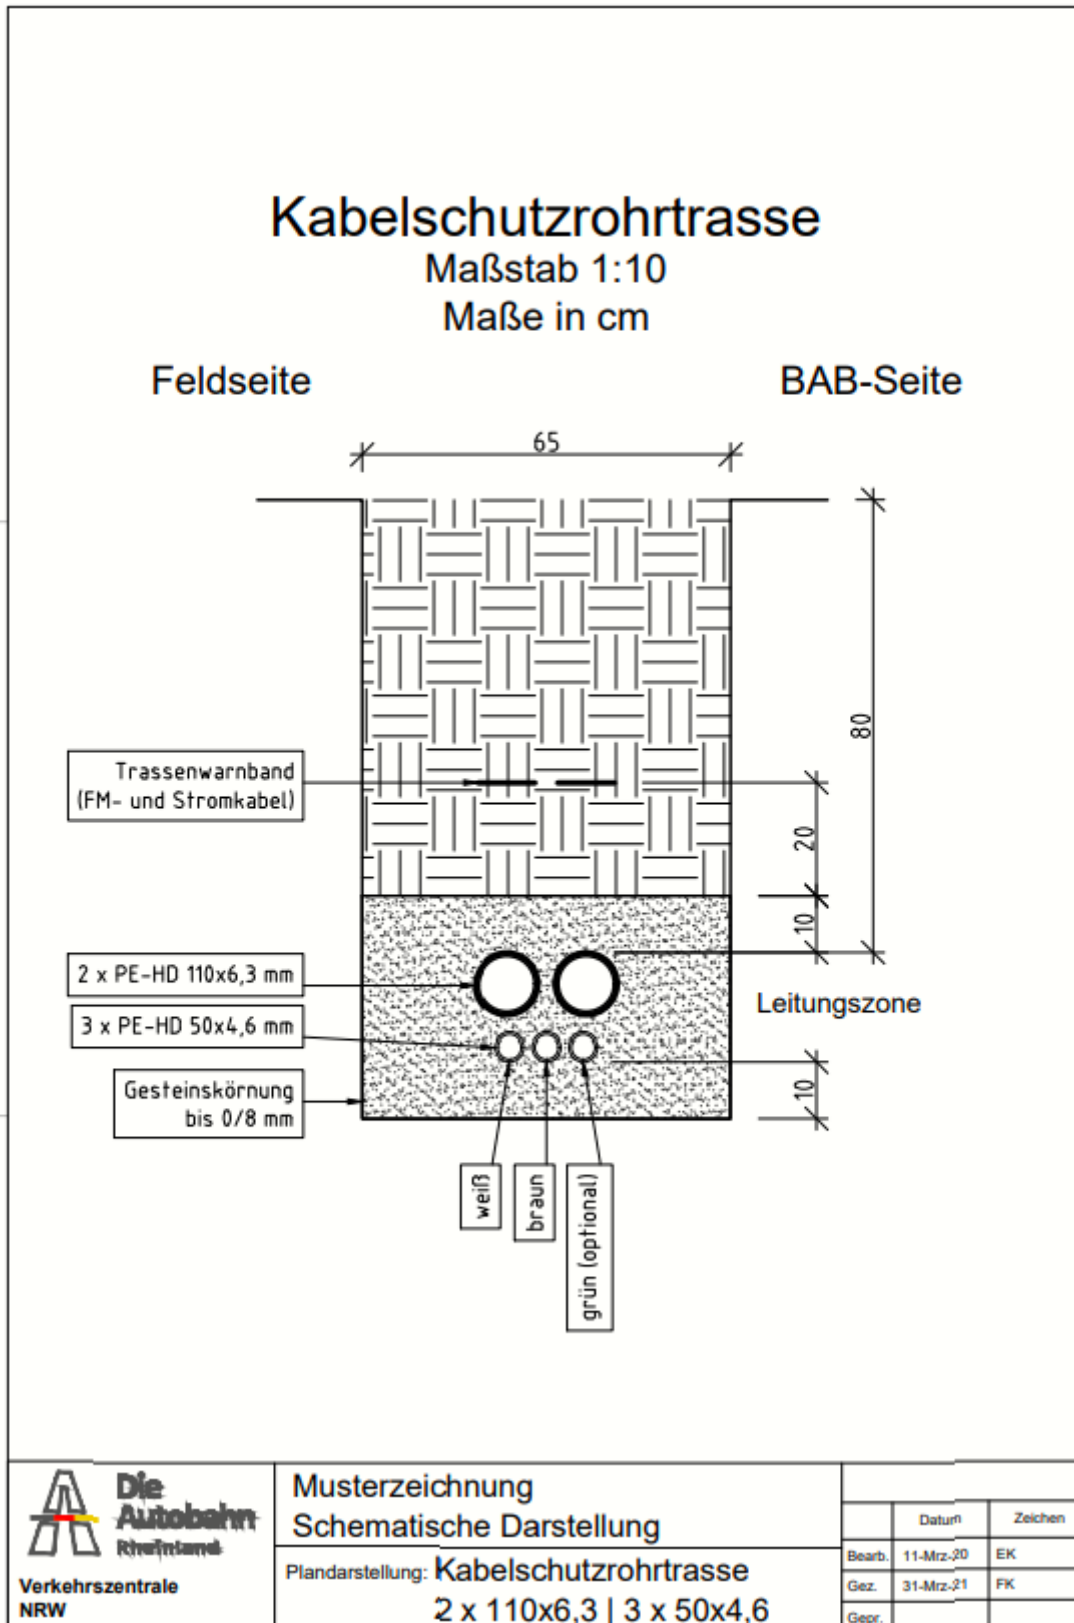 Kabelschutzrohrtrasse
Maßstab 1:10
Maße in cm
Feldseite
BAB-Seite
65
80
Trassenwarnband
(FM- und Stromkabel)
20
10
2 x PE-HD 110x6,3 mm
Leitungszone
3 x PE-HD 50x4,6 mm
Gesteinskörnung
bis 0/8 mm
10
weiß
braun
grün (optional)
Die
Autobahn
Rheinland
Verkehrszentrale
NRW
Musterzeichnung
Schematische Darstellung
Plandarstellung: Kabelschutzrohrtrasse
2 x 110x6,3 | 3 x 50x4,6
Datum Zeichen
Bearb. 11-Mrz-20 EK
Gez. 31-Mrz-21 FK
Gepr.